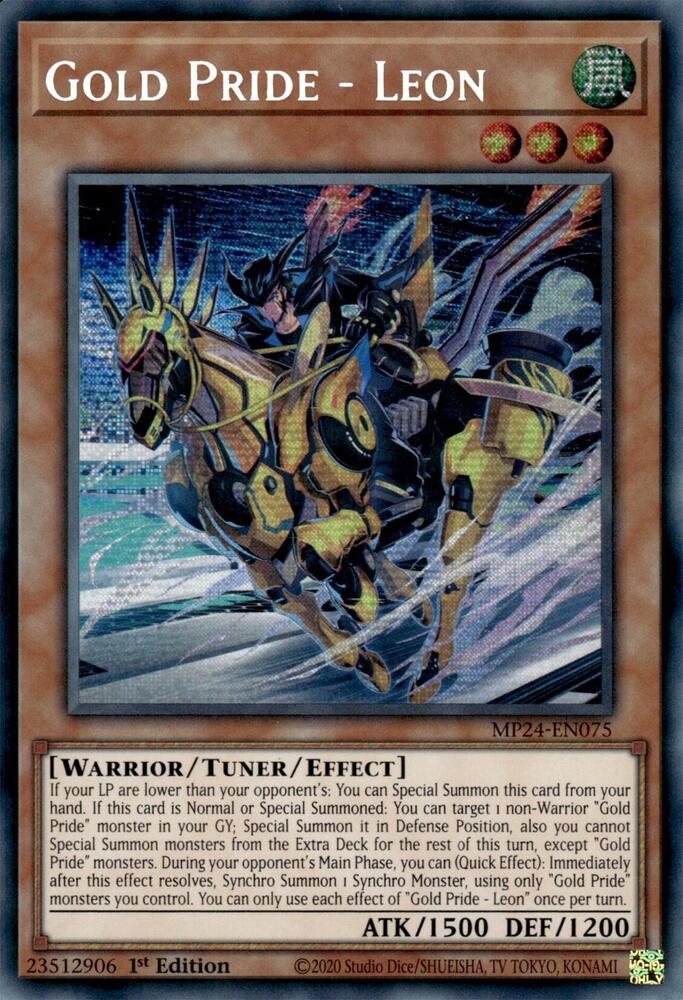 Gold Pride - Leon
風
MP24-EN075
[Warrior/Tuner/Effect]
If your LP are lower than your opponent's: You can Special Summon this card from your
hand. If this card is Normal or Special Summoned: You can target 1 non-Warrior "Gold
Pride" monster in your GY; Special Summon it in Defense Position, also you cannot
Special Summon monsters from the Extra Deck for the rest of this turn, except "Gold
Pride" monsters. During your opponent's Main Phase, you can (Quick Effect): Immediately
after this effect resolves, Synchro Summon 1 Synchro Monster, using only "Gold Pride"
monsters you control. You can only use each effect of "Gold Pride - Leon" once per turn.
ATK/1500 DEF/1200
23512906 1st Edition ©2020 Studio Dice/SHUEISHA, TV TOKYO, KONAMI